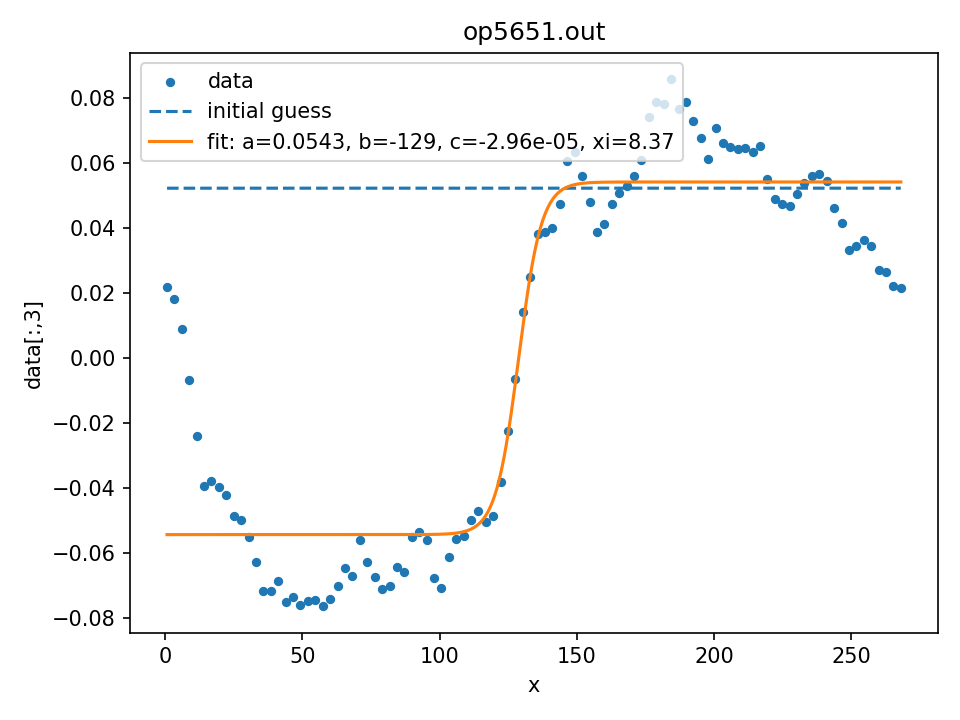 op5651.out
data
initial guess
fit: a=0.0543, b=-129, c=-2.96e-05, xi=8.37
data[:,3]
0.08
0.06
0.04
0.02
0.00
−0.02
−0.04
−0.06
−0.08
0 50 100 150 200 250
x